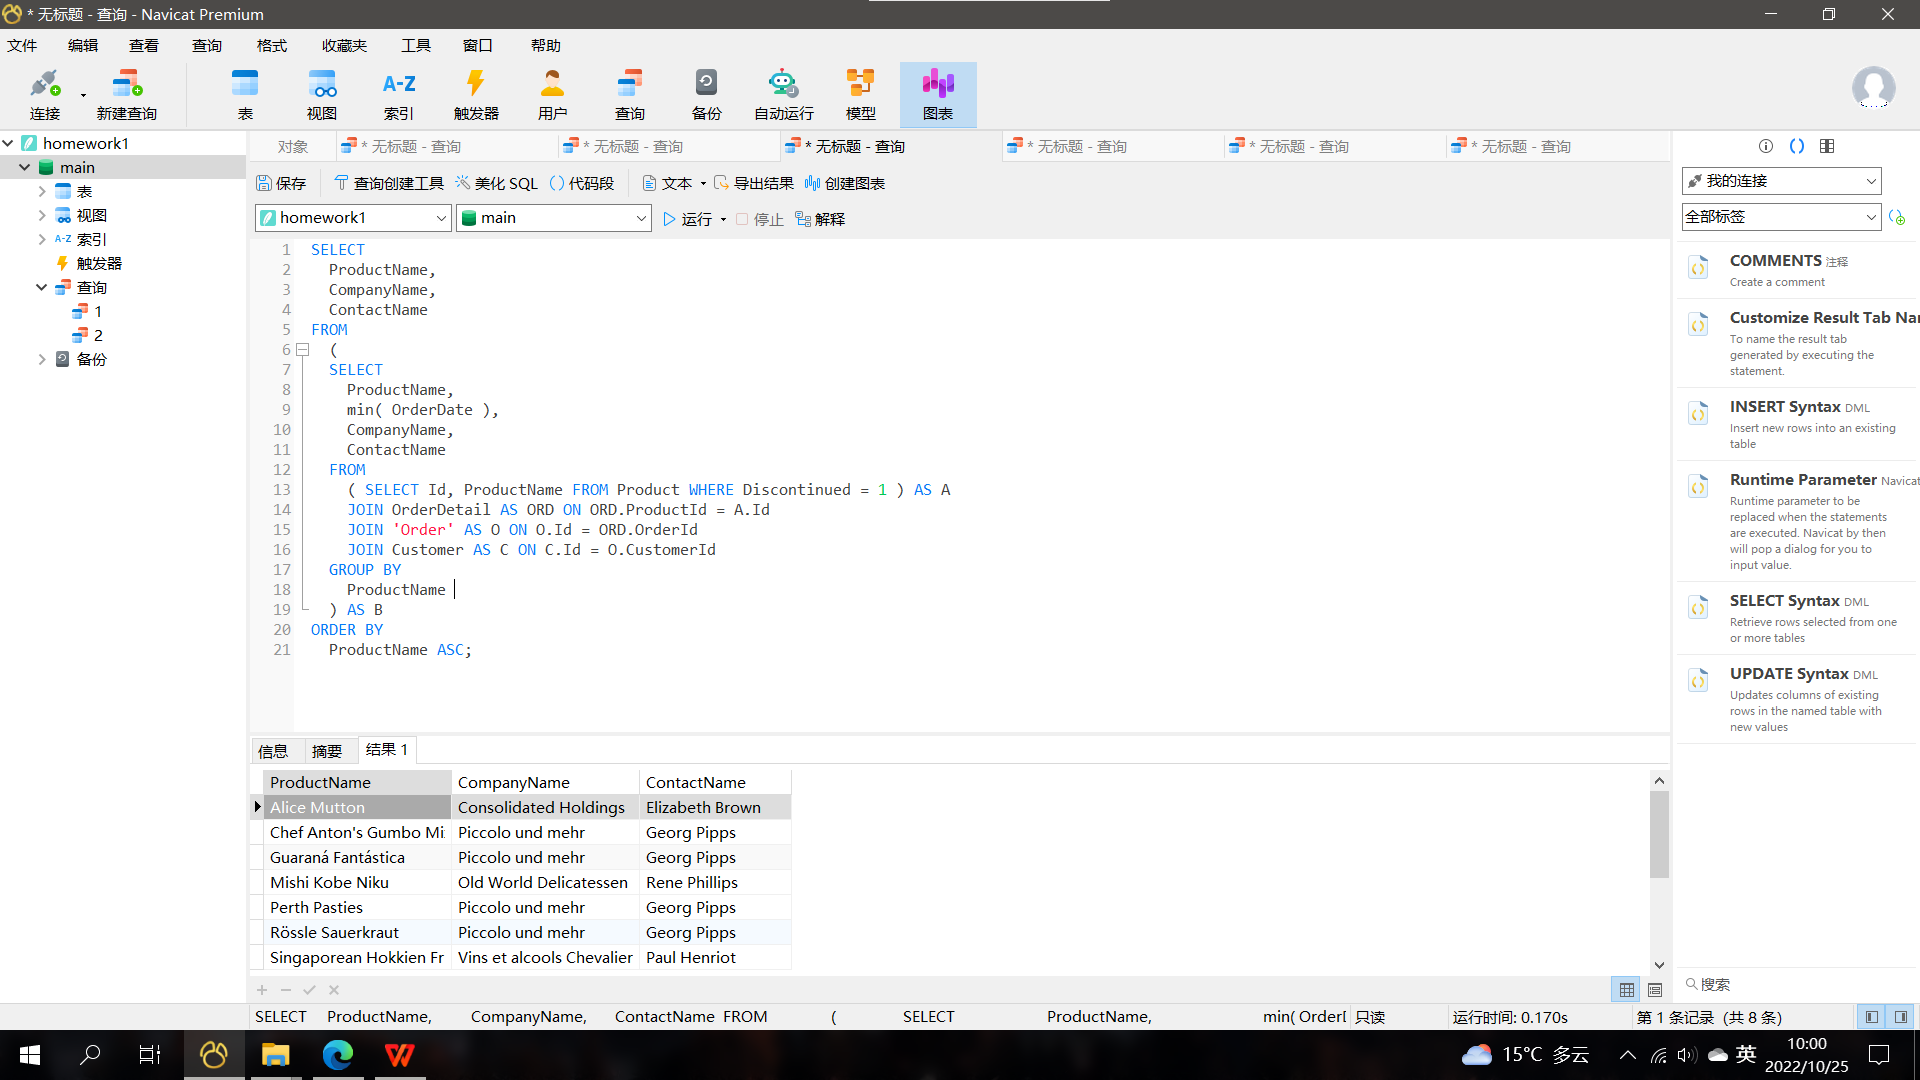 * 无标题 - 查询 - Navicat Premium
文件 编辑 查看 查询 格式 收藏夹 工具 窗口 帮助
连接 新建查询 表 视图 A-Z 索引 触发器 用户 查询 备份 自动运行 模型 图表
homework1
main
表
视图
A-Z 索引
触发器
查询
1
2
备份
对象 * 无标题 - 查询 * 无标题 - 查询 * 无标题 - 查询 * 无标题 - 查询 * 无标题 - 查询 * 无标题 - 查询
保存 查询创建工具 美化 SQL () 代码段 文本 导出结果 创建图表
homework1 main 运行 停止 解释
1 SELECT
2 ProductName,
3 CompanyName,
4 ContactName
5 FROM
6 (
7 SELECT
8 ProductName,
9 min( OrderDate ),
10 CompanyName,
11 ContactName
12 FROM
13 ( SELECT Id, ProductName FROM Product WHERE Discontinued = 1 ) AS A
14 JOIN OrderDetail AS ORD ON ORD.ProductId = A.Id
15 JOIN 'Order' AS O ON O.Id = ORD.OrderId
16 JOIN Customer AS C ON C.Id = O.CustomerId
17 GROUP BY
18 ProductName
19 ) AS B
20 ORDER BY
21 ProductName ASC;
信息 摘要 结果 1
ProductName CompanyName ContactName
Alice Mutton Consolidated Holdings Elizabeth Brown
Chef Anton's Gumbo Mi Piccolo und mehr Georg Pipps
Guaraná Fantástica Piccolo und mehr Georg Pipps
Mishi Kobe Niku Old World Delicatessen Rene Phillips
Perth Pasties Piccolo und mehr Georg Pipps
Rössle Sauerkraut Piccolo und mehr Georg Pipps
Singaporean Hokkien Fr Vins et alcools Chevalier Paul Henriot
SELECT ProductName, CompanyName, ContactName FROM ( SELECT ProductName, min( OrderD 只读 运行时间: 0.170s 第 1 条记录 (共 8 条)
我的连接
全部标签
COMMENTS 注释
Create a comment
Customize Result Tab Na
To name the result tab
generated by executing the
statement.
INSERT Syntax DML
Insert new rows into an existing
table
Runtime Parameter Navicat
Runtime parameter to be
replaced when the statements
are executed. Navicat by then
will pop a dialog for you to
input value.
SELECT Syntax DML
Retrieve rows selected from one
or more tables
UPDATE Syntax DML
Updates columns of existing
rows in the named table with
new values
搜索
15°C 多云 英 10:00
2022/10/25